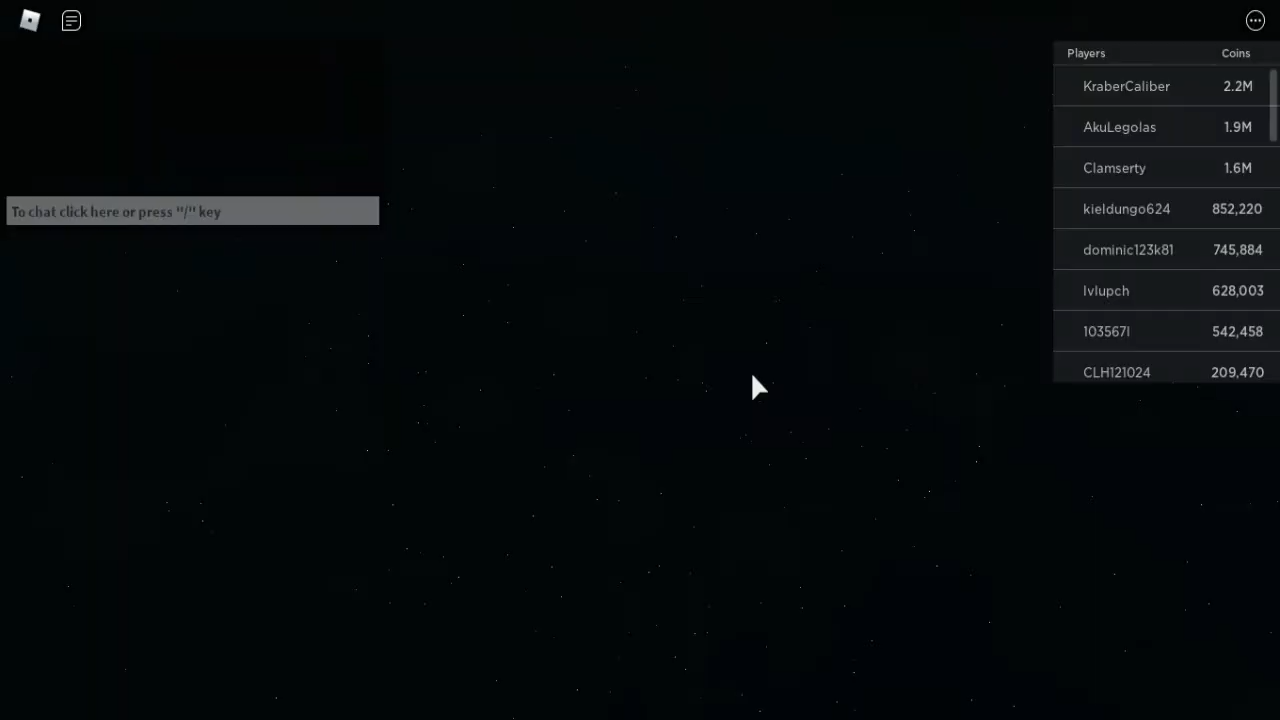 Players Coins
KraberCaliber 2.2M
AkuLegolas 1.9M
Clamserty 1.6M
kieldungo624 852,220
dominic123k81 745,884
To chat click here or press "/" key
lvlupch 628,003
103567l 542,458
CLH121024 209,470